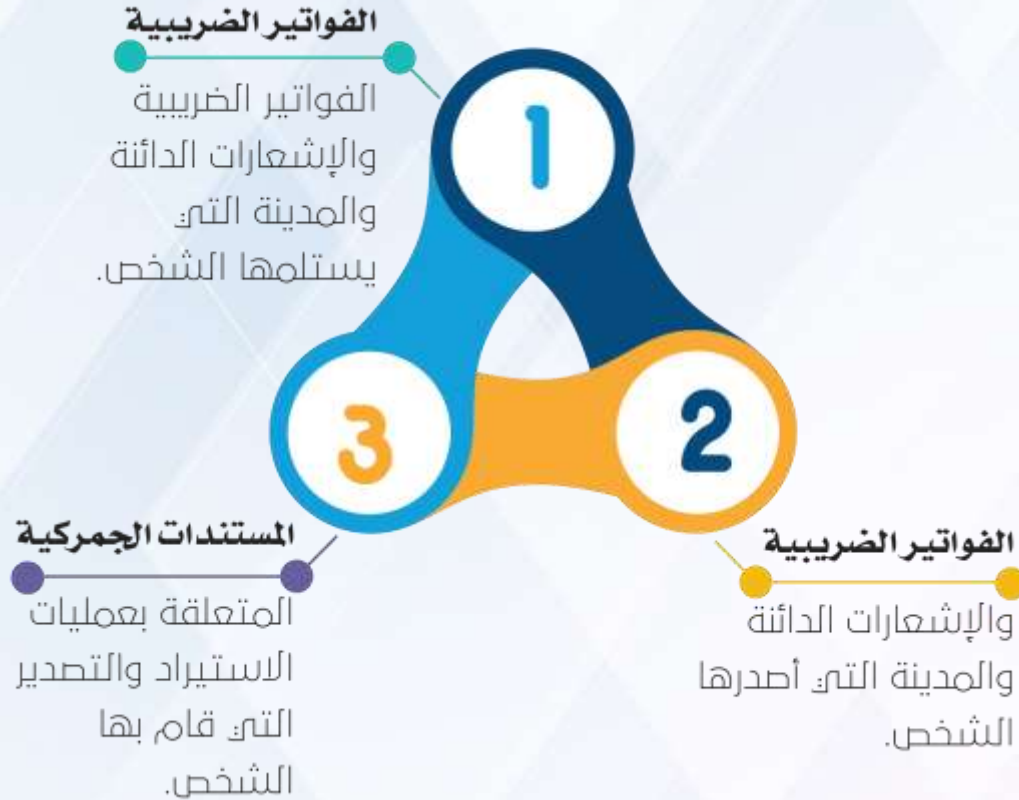 الفواتير الضريبية
الفواتير الضريبية
والإشعارات الدائنة
والمدينة التي
يستلمها الشخص.
1
2
الفواتير الضريبية
والإشعارات الدائنة
والمدينة التي أصدرها
الشخص.
3
المستندات الجمركية
المتعلقة بعمليات
الاستيراد والتصدير
التي قام بها
الشخص.